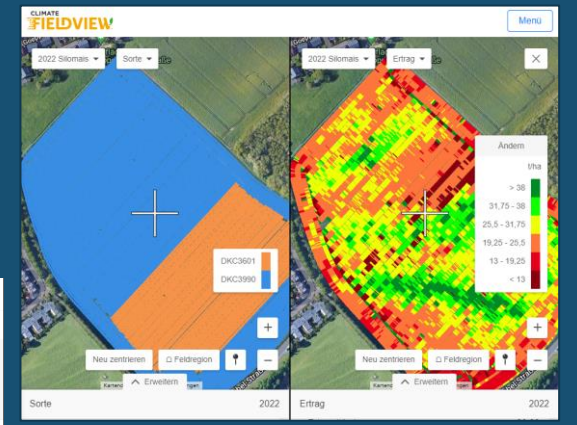 CLIMATE
FIELDVIEW
Menü
2022 Silomais
Sorte
DKC3601
DKC3990
Neu zentrieren
Feldregion
Erweitern
Sorte
2022
2022 Silomais
Ertrag
Ändern
t/ha
> 38
31,75 - 38
25,5 - 31,75
19,25 - 25,5
13 - 19,25
< 13
Neu zentrieren
Feldregion
Erweitern
Ertrag
2022